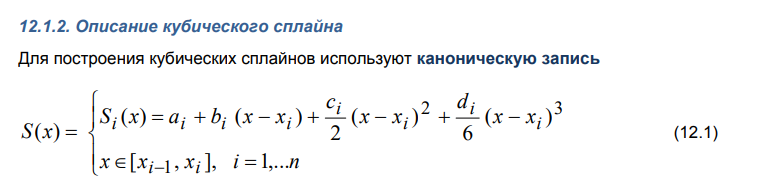 12.1.2. Описание кубического сплайна
Для построения кубических сплайнов используют каноническую запись
S(x) = { S_i(x) = a_i + b_i (x − x_i) + c_i/2 (x − x_i)^2 + d_i/6 (x − x_i)^3
x ∈ [x_{i−1}, x_i], i = 1,...n
(12.1)